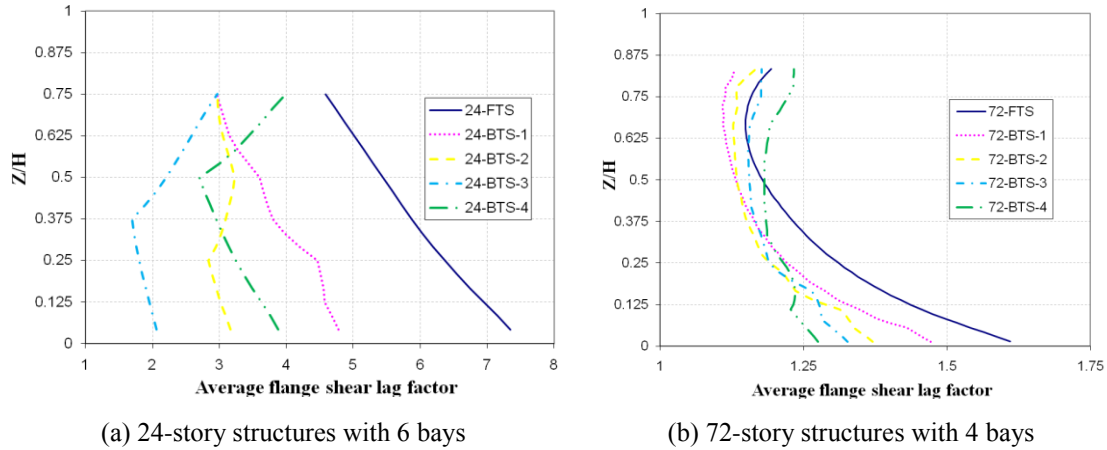 1
0.875
0.75
0.625
0.5
0.375
0.25
0.125
0
Z/H
1 2 3 4 5 6 7 8
Average flange shear lag factor
24-FTS
24-BTS-1
24-BTS-2
24-BTS-3
24-BTS-4
(a) 24-story structures with 6 bays
1
0.875
0.75
0.625
0.5
0.375
0.25
0.125
0
Z/H
1 1.25 1.5 1.75
Average flange shear lag factor
72-FTS
72-BTS-1
72-BTS-2
72-BTS-3
72-BTS-4
(b) 72-story structures with 4 bays